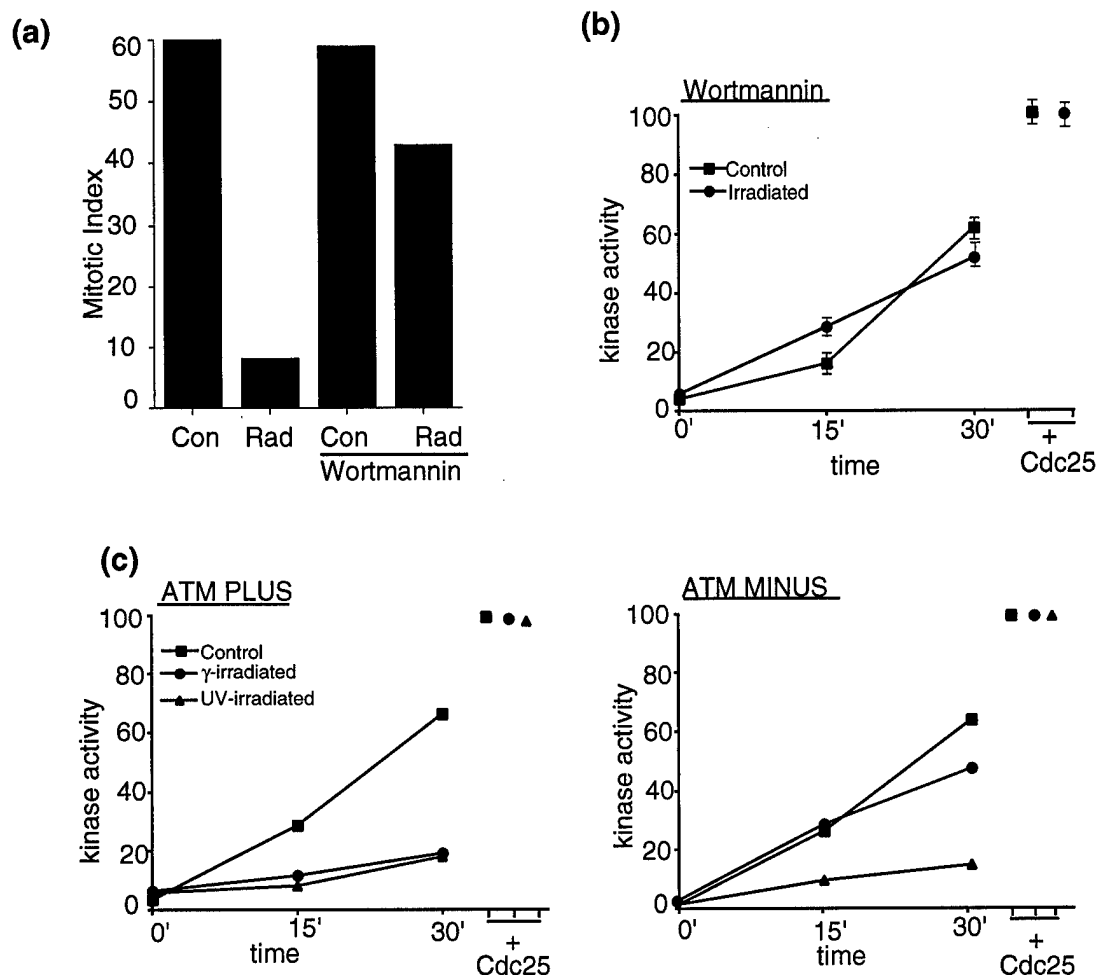 (a)
60
50
40
30
20
10
0
Mitotic Index
Con Rad Con Rad
Wortmannin
(b)
Wortmannin
100
80
60
40
20
0
kinase activity
Control
Irradiated
0' 15' 30' +
time Cdc25
(c)
ATM PLUS
100
80
60
40
20
0
kinase activity
Control
γ-irradiated
UV-irradiated
0' 15' 30' +
time Cdc25
ATM MINUS
100
80
60
40
20
0
kinase activity
0' 15' 30' +
time Cdc25